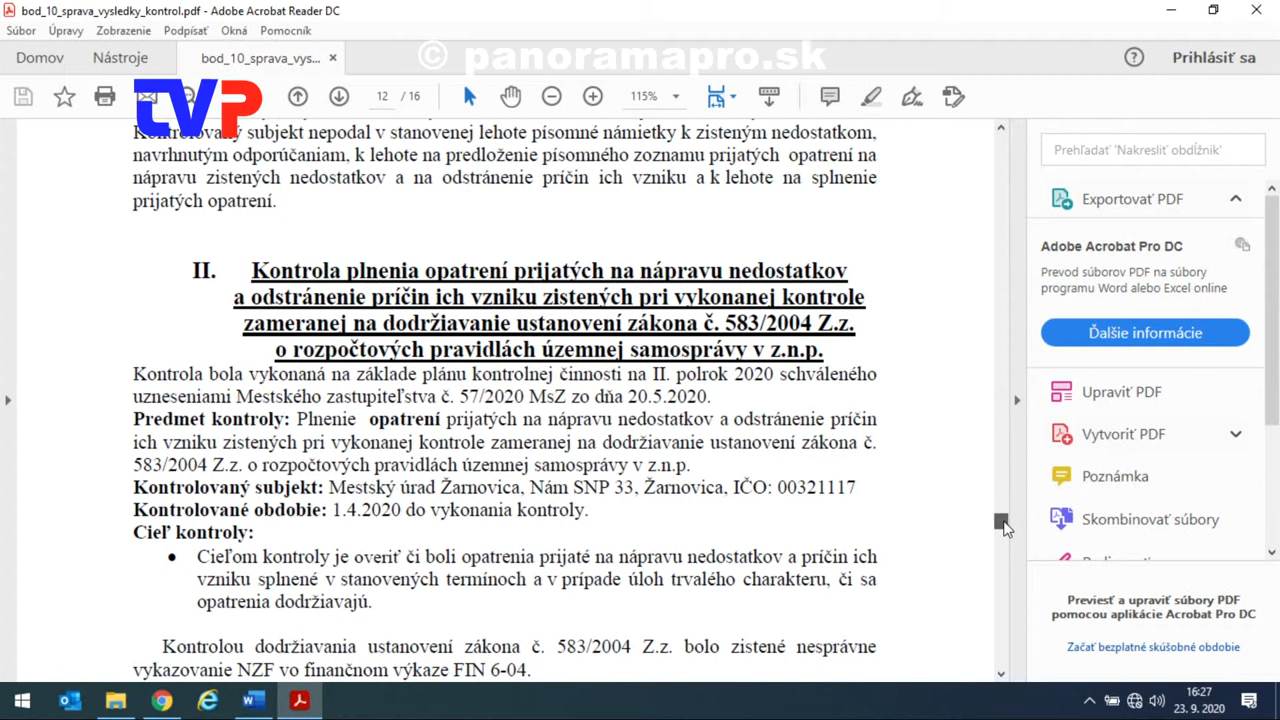 bod_10_sprava_vysledky_kontrol.pdf - Adobe Acrobat Reader DC
Súbor Úpravy Zobrazenie Podpísať Okná Pomocník
© panoramapro.sk
Domov Nástroje bod_10_sprava_vys... × ? Prihlásiť sa
TVP
12 / 16 115%
Kontrolovaný subjekt nepodal v stanovenej lehote písomné námietky k zisteným nedostatkom,
navrhnutým odporúčaniam, k lehote na predloženie písomného zoznamu prijatých opatrení na
nápravu zistených nedostatkov a na odstránenie príčin ich vzniku a k lehote na splnenie
prijatých opatrení.
II. Kontrola plnenia opatrení prijatých na nápravu nedostatkov
a odstránenie príčin ich vzniku zistených pri vykonanej kontrole
zameranej na dodržiavanie ustanovení zákona č. 583/2004 Z.z.
o rozpočtových pravidlách územnej samosprávy v z.n.p.
Kontrola bola vykonaná na základe plánu kontrolnej činnosti na II. polrok 2020 schváleného
uzneseniami Mestského zastupiteľstva č. 57/2020 MsZ zo dňa 20.5.2020.
Predmet kontroly: Plnenie opatrení prijatých na nápravu nedostatkov a odstránenie príčin
ich vzniku zistených pri vykonanej kontrole zameranej na dodržiavanie ustanovení zákona č.
583/2004 Z.z. o rozpočtových pravidlách územnej samosprávy v z.n.p.
Kontrolovaný subjekt: Mestský úrad Žarnovica, Nám SNP 33, Žarnovica, IČO: 00321117
Kontrolované obdobie: 1.4.2020 do vykonania kontroly.
Cieľ kontroly:
• Cieľom kontroly je overiť či boli opatrenia prijaté na nápravu nedostatkov a príčin ich
vzniku splnené v stanovených termínoch a v prípade úloh trvalého charakteru, či sa
opatrenia dodržiavajú.
Kontrolou dodržiavania ustanovení zákona č. 583/2004 Z.z. bolo zistené nesprávne
vykazovanie NZF vo finančnom výkaze FIN 6-04.
Prehľadať 'Nakresliť obdĺžnik'
Exportovať PDF
Adobe Acrobat Pro DC
Prevod súborov PDF na súbory
programu Word alebo Excel online
Ďalšie informácie
Upraviť PDF
Vytvoriť PDF
Poznámka
Skombinovať súbory
Previesť a upraviť súbory PDF
pomocou aplikácie Acrobat Pro DC
Začať bezplatné skúšobné obdobie
16:27
23. 9. 2020